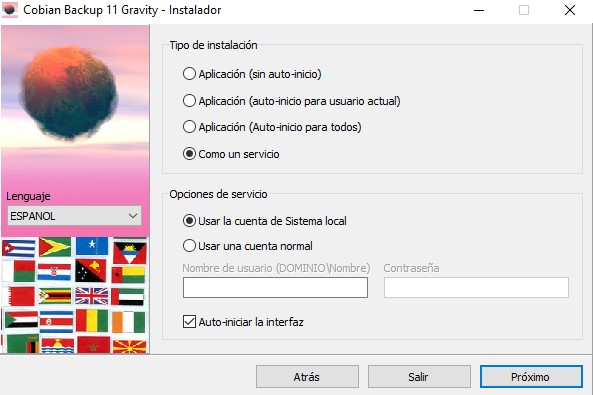 Cobian Backup 11 Gravity - Instalador
Tipo de instalación
Aplicación (sin auto-inicio)
Aplicación (auto-inicio para usuario actual)
Aplicación (Auto-inicio para todos)
Como un servicio
Lenguaje
ESPANOL
Opciones de servicio
Usar la cuenta de Sistema local
Usar una cuenta normal
Nombre de usuario (DOMINIO\Nombre) Contraseña
Auto-iniciar la interfaz
Atrás Salir Próximo